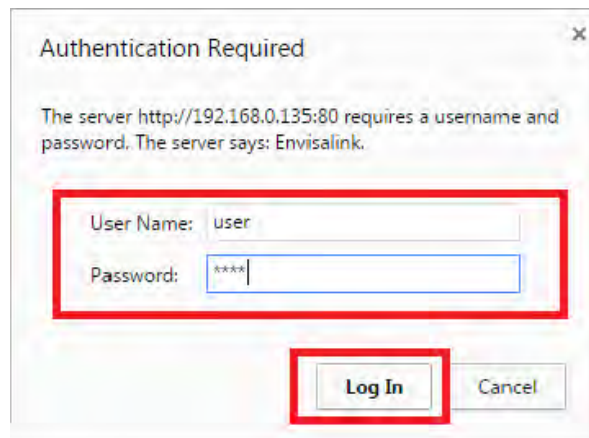 Authentication Required
The server http://192.168.0.135:80 requires a username and
password. The server says: Envisalink.
User Name: user
Password: ****
Log In Cancel